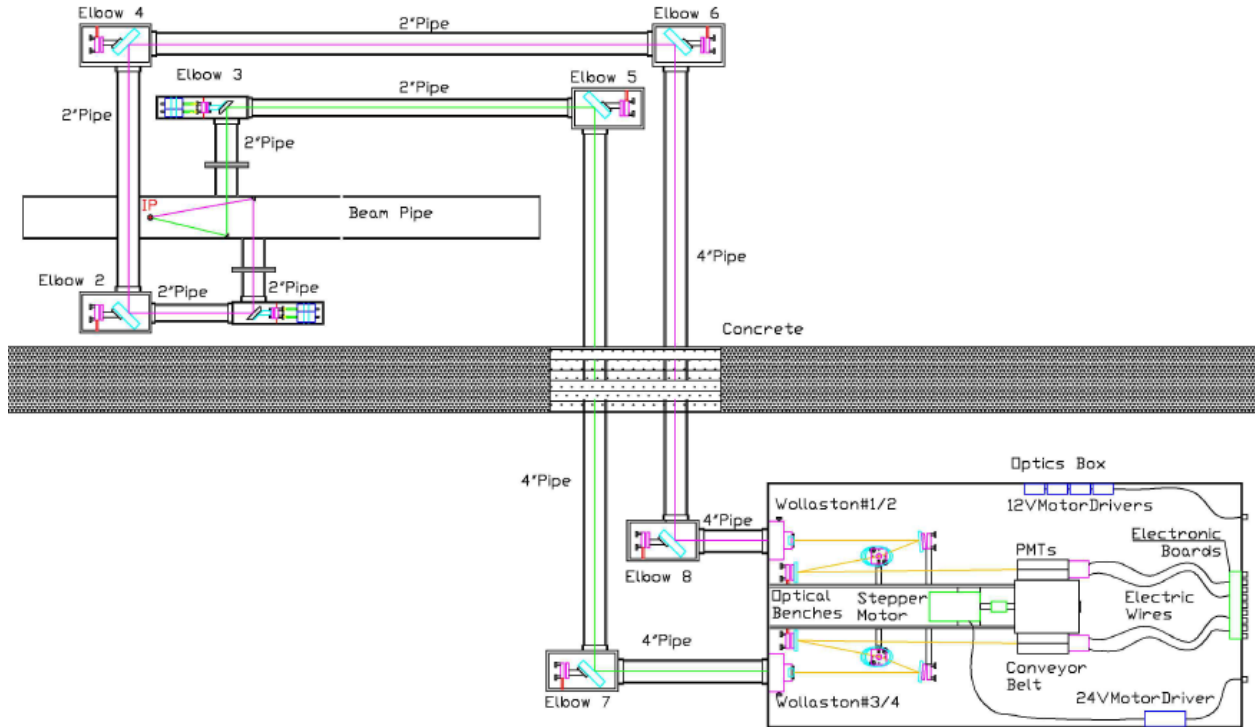 Elbow 4
2"Pipe
Elbow 6
Elbow 3
2"Pipe
Elbow 5
2"Pipe
2"Pipe
IP
Beam Pipe
4"Pipe
Elbow 2
2"Pipe
2"Pipe
Concrete
4"Pipe
Optics Box
Wollaston#1/2
12VMotorDrivers
4"Pipe
PMTs
Electronic
Boards
Elbow 8
Optical
Benches
Stepper
Motor
Electric
Wires
4"Pipe
Conveyor
Belt
Elbow 7
Wollaston#3/4
24VMotorDriver